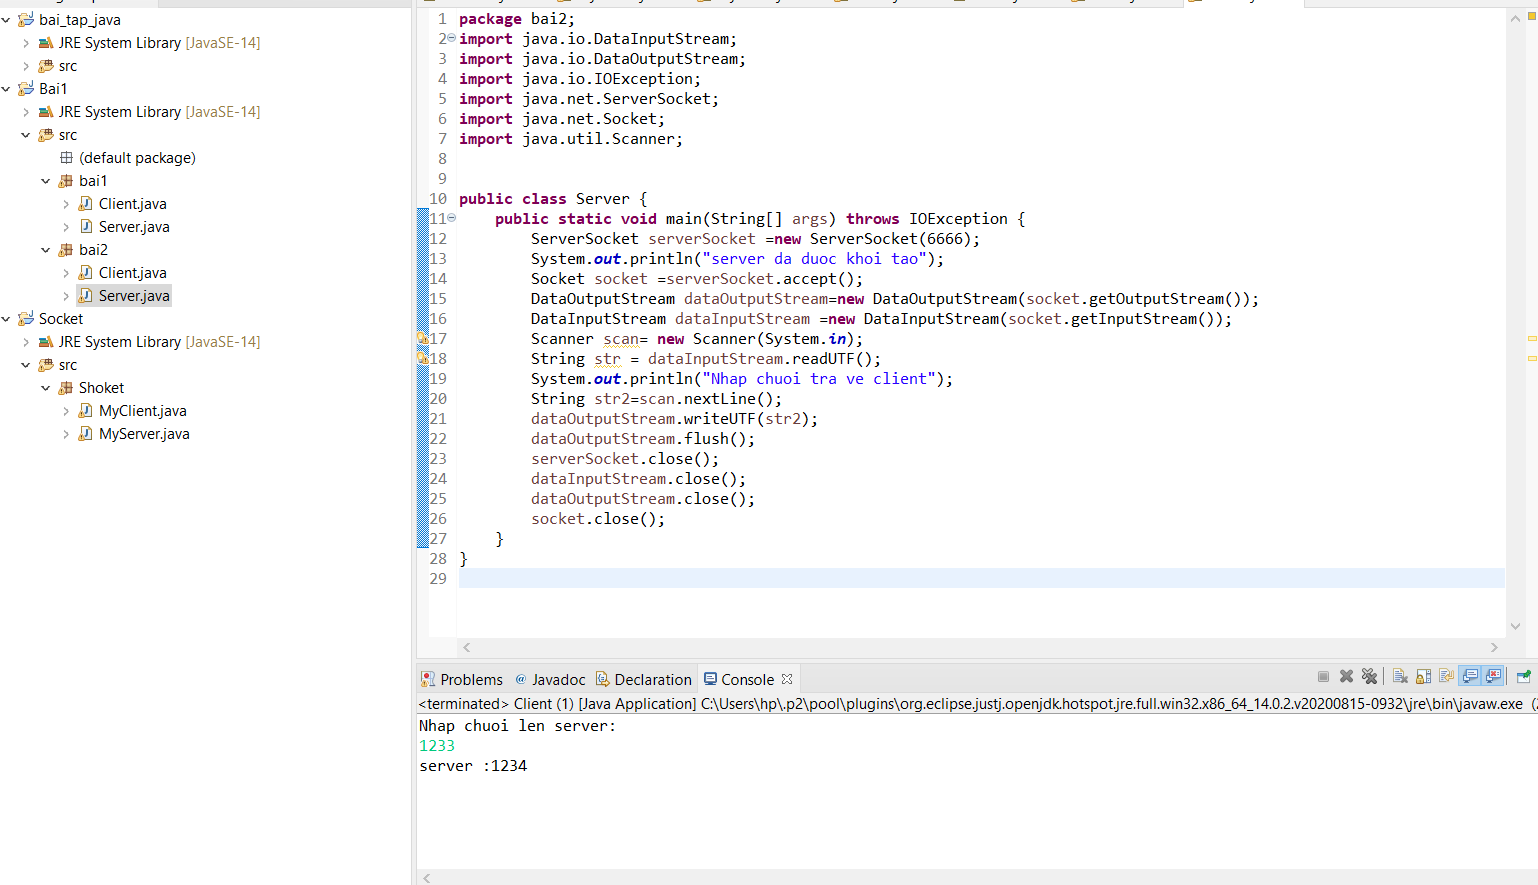 bai_tap_java
JRE System Library [JavaSE-14]
src
Bai1
JRE System Library [JavaSE-14]
src
(default package)
bai1
Client.java
Server.java
bai2
Client.java
Server.java
Socket
JRE System Library [JavaSE-14]
src
Shoket
MyClient.java
MyServer.java
1 package bai2;
2 import java.io.DataInputStream;
3 import java.io.DataOutputStream;
4 import java.io.IOException;
5 import java.net.ServerSocket;
6 import java.net.Socket;
7 import java.util.Scanner;
8
9
10 public class Server {
11     public static void main(String[] args) throws IOException {
12         ServerSocket serverSocket =new ServerSocket(6666);
13         System.out.println("server da duoc khoi tao");
14         Socket socket =serverSocket.accept();
15         DataOutputStream dataOutputStream=new DataOutputStream(socket.getOutputStream());
16         DataInputStream dataInputStream =new DataInputStream(socket.getInputStream());
17         Scanner scan= new Scanner(System.in);
18         String str = dataInputStream.readUTF();
19         System.out.println("Nhap chuoi tra ve client");
20         String str2=scan.nextLine();
21         dataOutputStream.writeUTF(str2);
22         dataOutputStream.flush();
23         serverSocket.close();
24         dataInputStream.close();
25         dataOutputStream.close();
26         socket.close();
27     }
28 }
29
Problems @ Javadoc Declaration Console
<terminated> Client (1) [Java Application] C:\Users\hp\.p2\pool\plugins\org.eclipse.justj.openjdk.hotspot.jre.full.win32.x86_64_14.0.2.v20200815-0932\jre\bin\javaw.exe
Nhap chuoi len server:
1233
server :1234